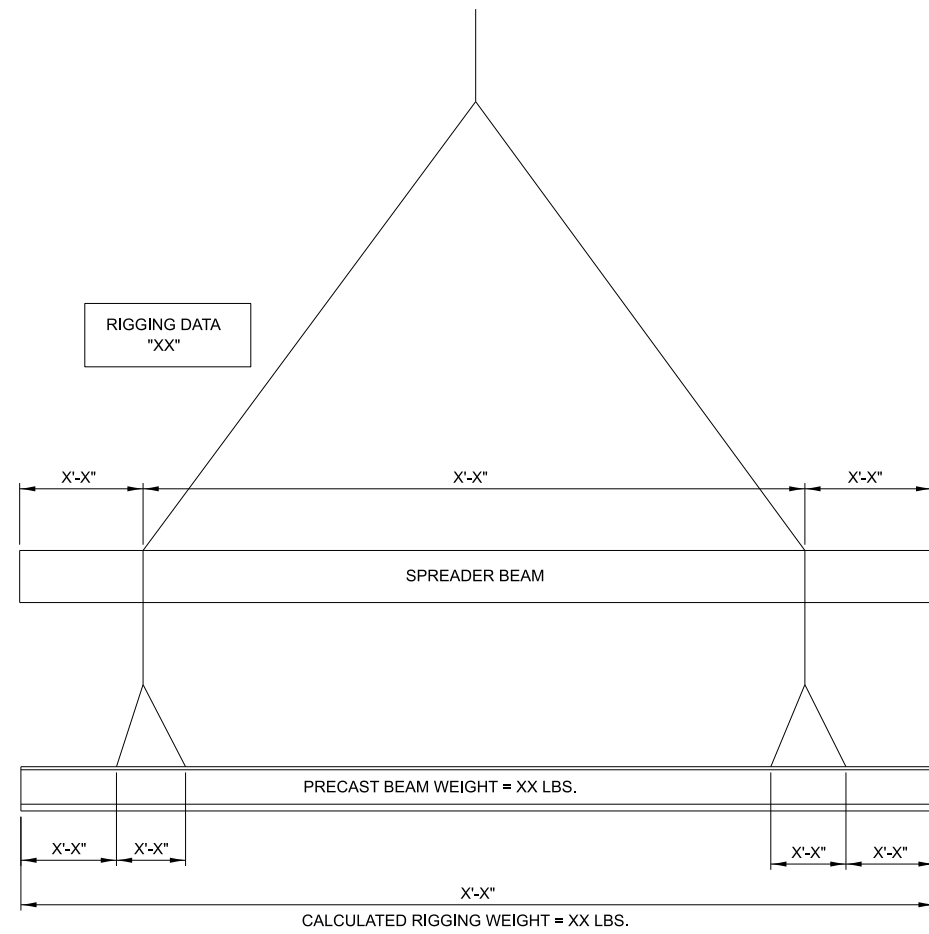 RIGGING DATA
"XX"
X'-X" X'-X" X'-X"
SPREADER BEAM
PRECAST BEAM WEIGHT = XX LBS.
X'-X" X'-X" X'-X" X'-X"
X'-X"
CALCULATED RIGGING WEIGHT = XX LBS.